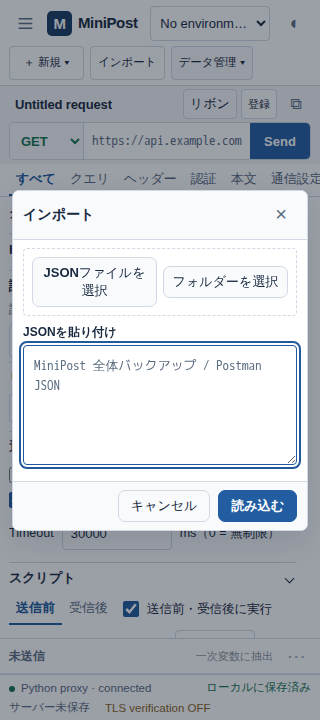 M MiniPost No environm…
＋ 新規 ▾ インポート データ管理 ▾
Untitled request リボン 登録
GET https://api.example.com Send
すべて クエリ ヘッダー 認証 本文 通信設定
インポート ×
JSONファイルを
選択
フォルダーを選択
JSONを貼り付け
MiniPost 全体バックアップ / Postman
JSON
キャンセル 読み込む
Timeout 30000 ms（0 = 無制限）
スクリプト
送信前 受信後 送信前・受信後に実行
未送信 一次変数に抽出 ···
Python proxy · connected ローカルに保存済み
サーバー未保存 TLS verification OFF